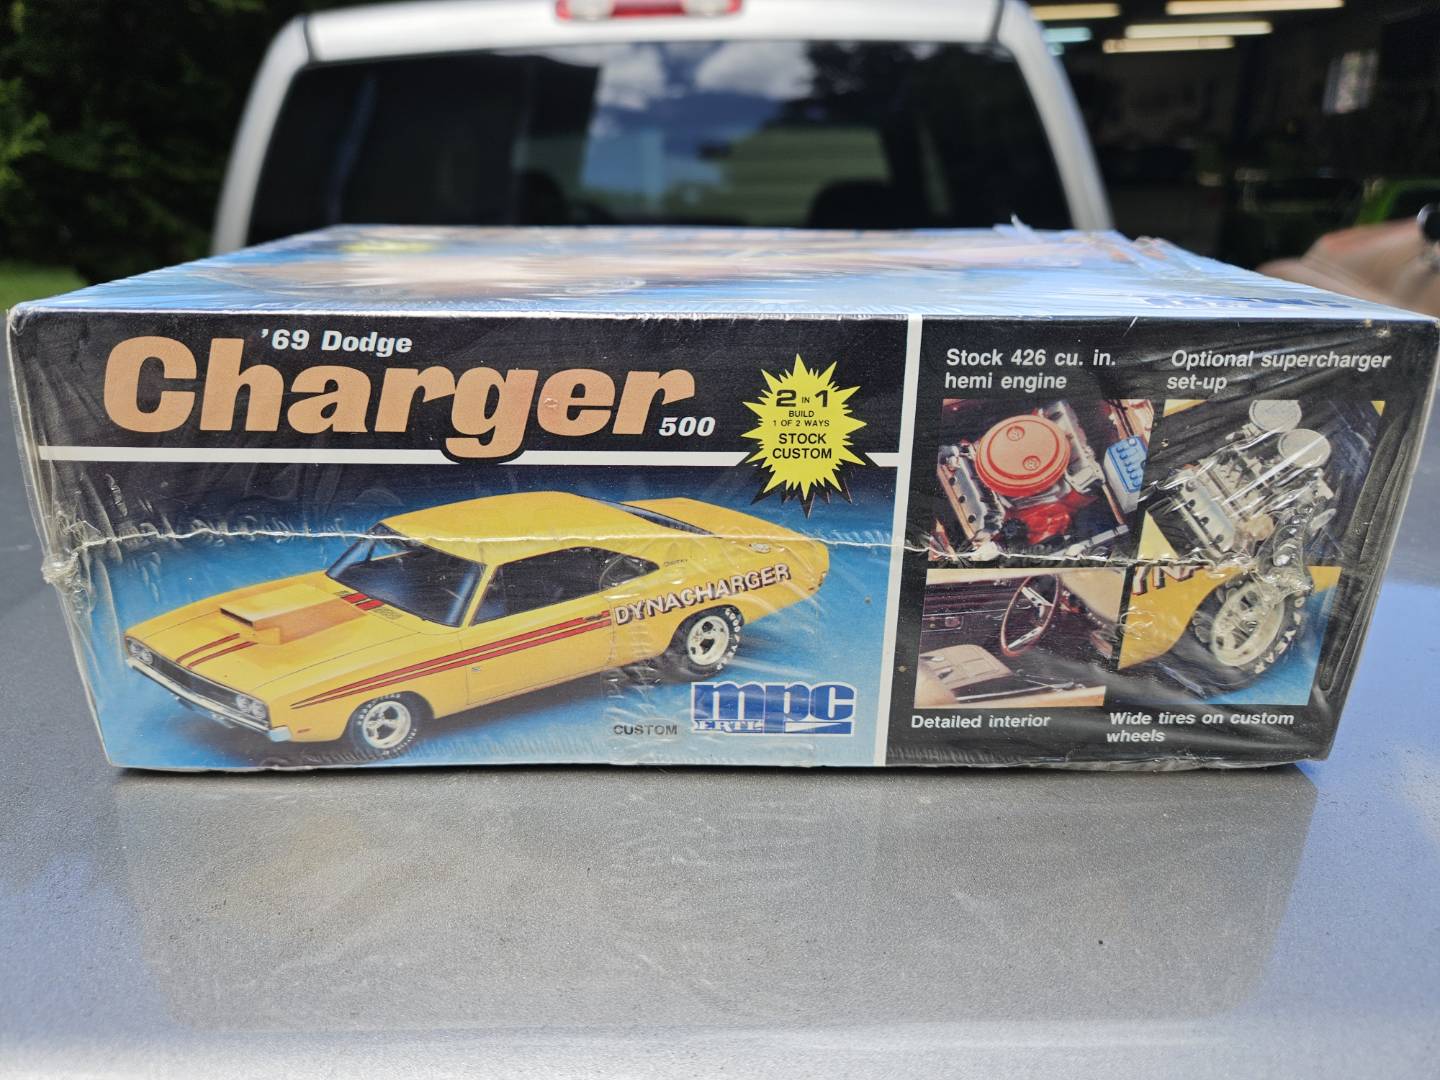 '69 Dodge
Charger
500
2 IN 1
BUILD
1 OF 2 WAYS
STOCK
CUSTOM
DYNACHARGER
GOODYEAR
CUSTOM
mpc
ERTL
Stock 426 cu. in.
hemi engine
Optional supercharger
set-up
Detailed interior
Wide tires on custom
wheels